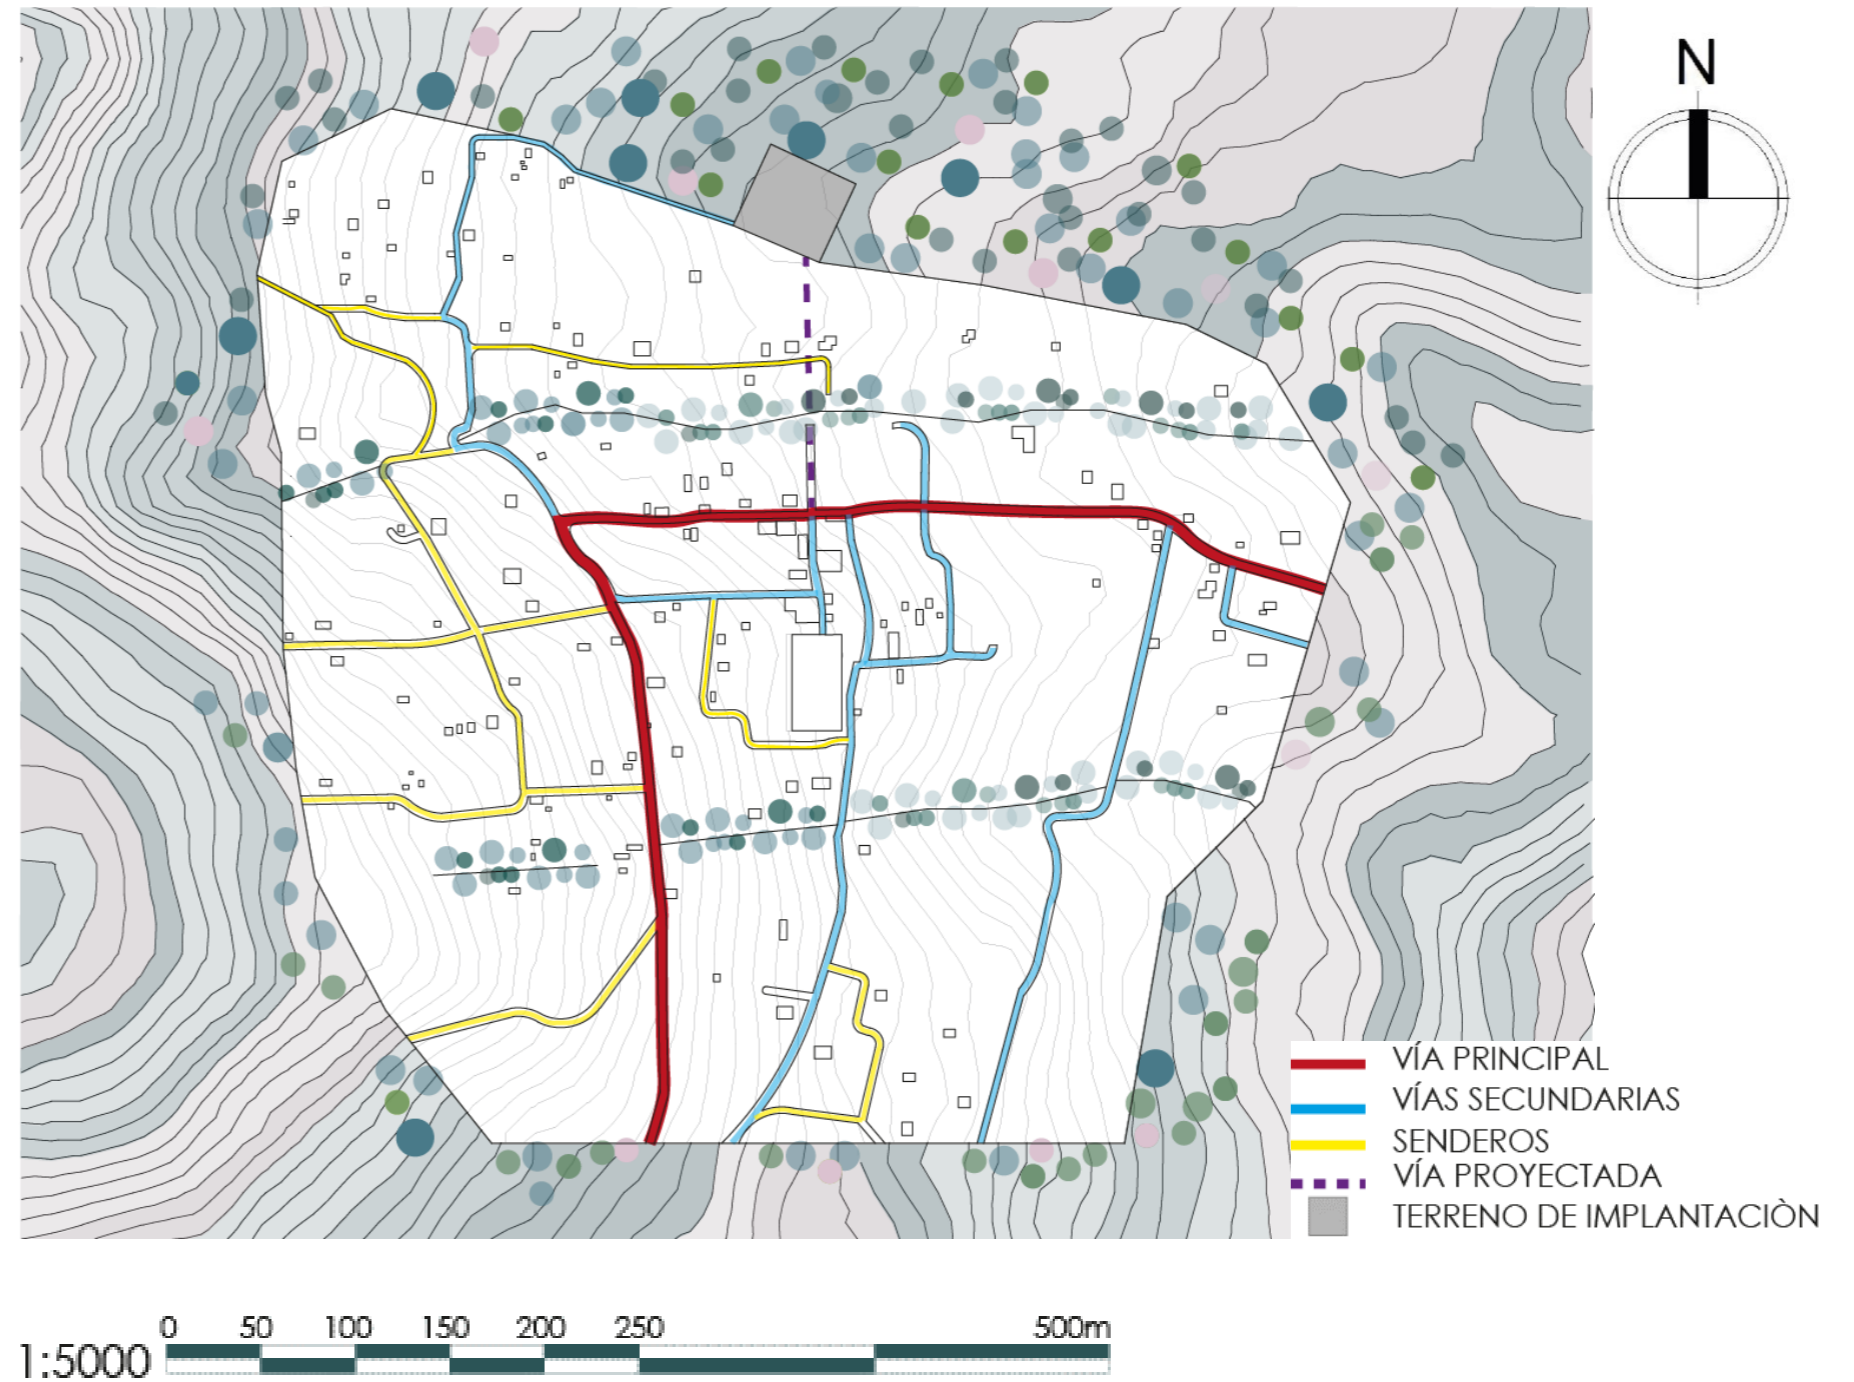 N
VÍA PRINCIPAL
VÍAS SECUNDARIAS
SENDEROS
VÍA PROYECTADA
TERRENO DE IMPLANTACIÒN
0 50 100 150 200 250 500m
1:5000